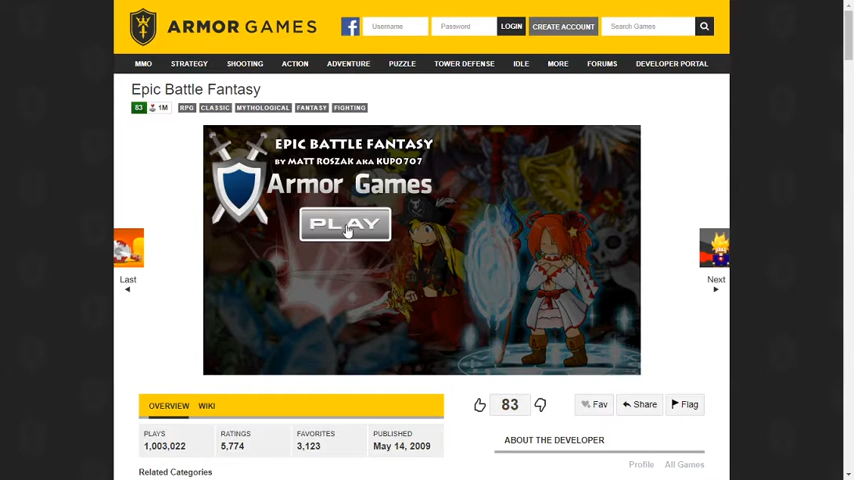 ARMOR GAMES
Username
Password
LOGIN
CREATE ACCOUNT
Search Games
MMO STRATEGY SHOOTING ACTION ADVENTURE PUZZLE TOWER DEFENSE IDLE MORE FORUMS DEVELOPER PORTAL
Epic Battle Fantasy
83 1M RPG CLASSIC MYTHOLOGICAL FANTASY FIGHTING
EPIC BATTLE FANTASY
BY MATT ROSZAK AKA KUPO707
Armor Games
PLAY
Last
Next
OVERVIEW WIKI
83
Fav Share Flag
PLAYS RATINGS FAVORITES PUBLISHED
1,003,022 5,774 3,123 May 14, 2009
ABOUT THE DEVELOPER
Profile All Games
Related Categories